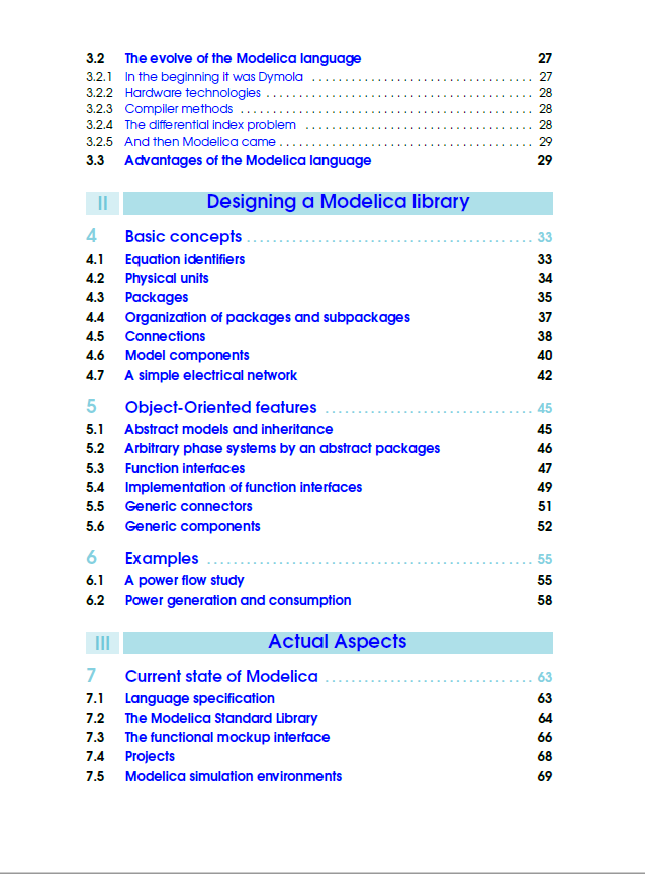 3.2 The evolve of the Modelica language 27
3.2.1 In the beginning it was Dymola . . . . . . . . . . . . . . . . . . . . . . . . . . . . . . . . . 27
3.2.2 Hardware technologies . . . . . . . . . . . . . . . . . . . . . . . . . . . . . . . . . . . . . . . 28
3.2.3 Compiler methods . . . . . . . . . . . . . . . . . . . . . . . . . . . . . . . . . . . . . . . . . . . 28
3.2.4 The differential index problem . . . . . . . . . . . . . . . . . . . . . . . . . . . . . . . . . . 28
3.2.5 And then Modelica came . . . . . . . . . . . . . . . . . . . . . . . . . . . . . . . . . . . . . . 29
3.3 Advantages of the Modelica language 29
II Designing a Modelica library
4 Basic concepts . . . . . . . . . . . . . . . . . . . . . . . . . . . . . . . . . . . . . . . . . . 33
4.1 Equation identifiers 33
4.2 Physical units 34
4.3 Packages 35
4.4 Organization of packages and subpackages 37
4.5 Connections 38
4.6 Model components 40
4.7 A simple electrical network 42
5 Object-Oriented features . . . . . . . . . . . . . . . . . . . . . . . . . . . . . . . 45
5.1 Abstract models and inheritance 45
5.2 Arbitrary phase systems by an abstract packages 46
5.3 Function interfaces 47
5.4 Implementation of function interfaces 49
5.5 Generic connectors 51
5.6 Generic components 52
6 Examples . . . . . . . . . . . . . . . . . . . . . . . . . . . . . . . . . . . . . . . . . . . . . . . . 55
6.1 A power flow study 55
6.2 Power generation and consumption 58
III Actual Aspects
7 Current state of Modelica . . . . . . . . . . . . . . . . . . . . . . . . . . . . . . . 63
7.1 Language specification 63
7.2 The Modelica Standard Library 64
7.3 The functional mockup interface 66
7.4 Projects 68
7.5 Modelica simulation environments 69